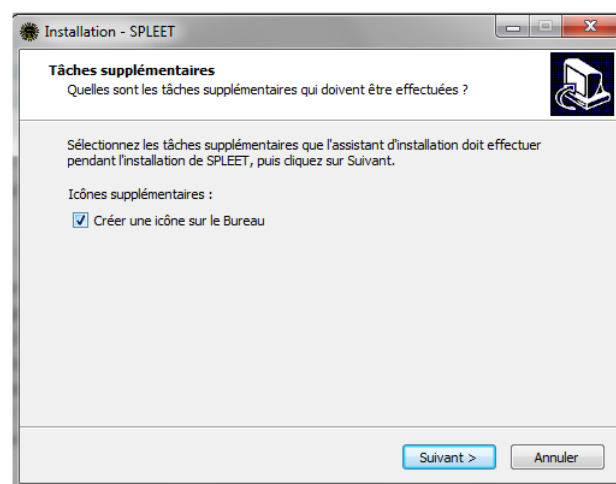 Installation - SPLEET
Tâches supplémentaires
Quelles sont les tâches supplémentaires qui doivent être effectuées ?
Sélectionnez les tâches supplémentaires que l'assistant d'installation doit effectuer
pendant l'installation de SPLEET, puis cliquez sur Suivant.
Icônes supplémentaires :
Créer une icône sur le Bureau
Suivant >
Annuler